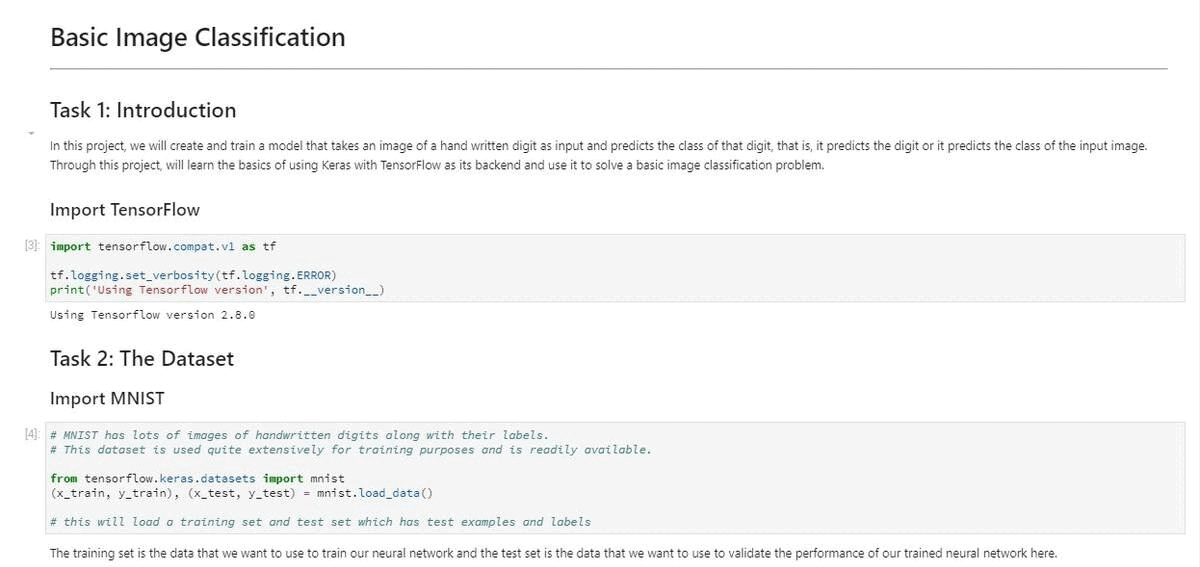 Basic Image Classification
Task 1: Introduction
In this project, we will create and train a model that takes an image of a hand written digit as input and predicts the class of that digit, that is, it predicts the digit or it predicts the class of the input image.
Through this project, will learn the basics of using Keras with TensorFlow as its backend and use it to solve a basic image classification problem.
Import TensorFlow
[3]: import tensorflow.compat.v1 as tf
tf.logging.set_verbosity(tf.logging.ERROR)
print('Using Tensorflow version', tf.__version__)
Using Tensorflow version 2.8.0
Task 2: The Dataset
Import MNIST
[4]: # MNIST has lots of images of handwritten digits along with their labels.
# This dataset is used quite extensively for training purposes and is readily available.
from tensorflow.keras.datasets import mnist
(x_train, y_train), (x_test, y_test) = mnist.load_data()
# this will load a training set and test set which has test examples and labels
The training set is the data that we want to use to train our neural network and the test set is the data that we want to use to validate the performance of our trained neural network here.